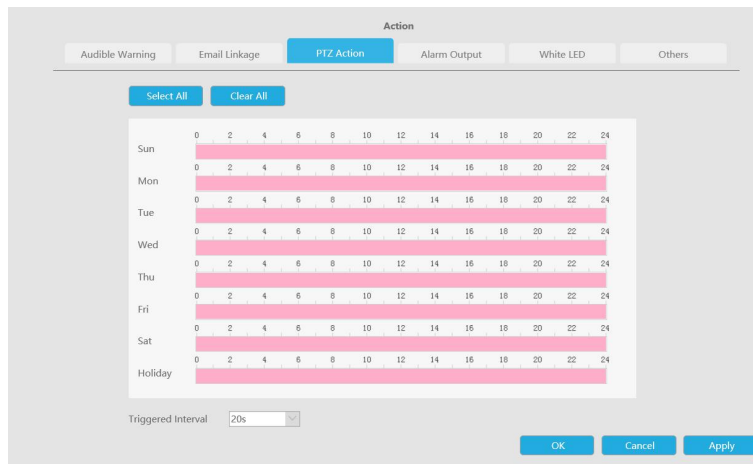 Action
Audible Warning Email Linkage PTZ Action Alarm Output White LED Others
Select All Clear All
0 2 4 6 8 10 12 14 16 18 20 22 24
Sun
0 2 4 6 8 10 12 14 16 18 20 22 24
Mon
0 2 4 6 8 10 12 14 16 18 20 22 24
Tue
0 2 4 6 8 10 12 14 16 18 20 22 24
Wed
0 2 4 6 8 10 12 14 16 18 20 22 24
Thu
0 2 4 6 8 10 12 14 16 18 20 22 24
Fri
0 2 4 6 8 10 12 14 16 18 20 22 24
Sat
0 2 4 6 8 10 12 14 16 18 20 22 24
Holiday
Triggered Interval 20s
OK Cancel Apply